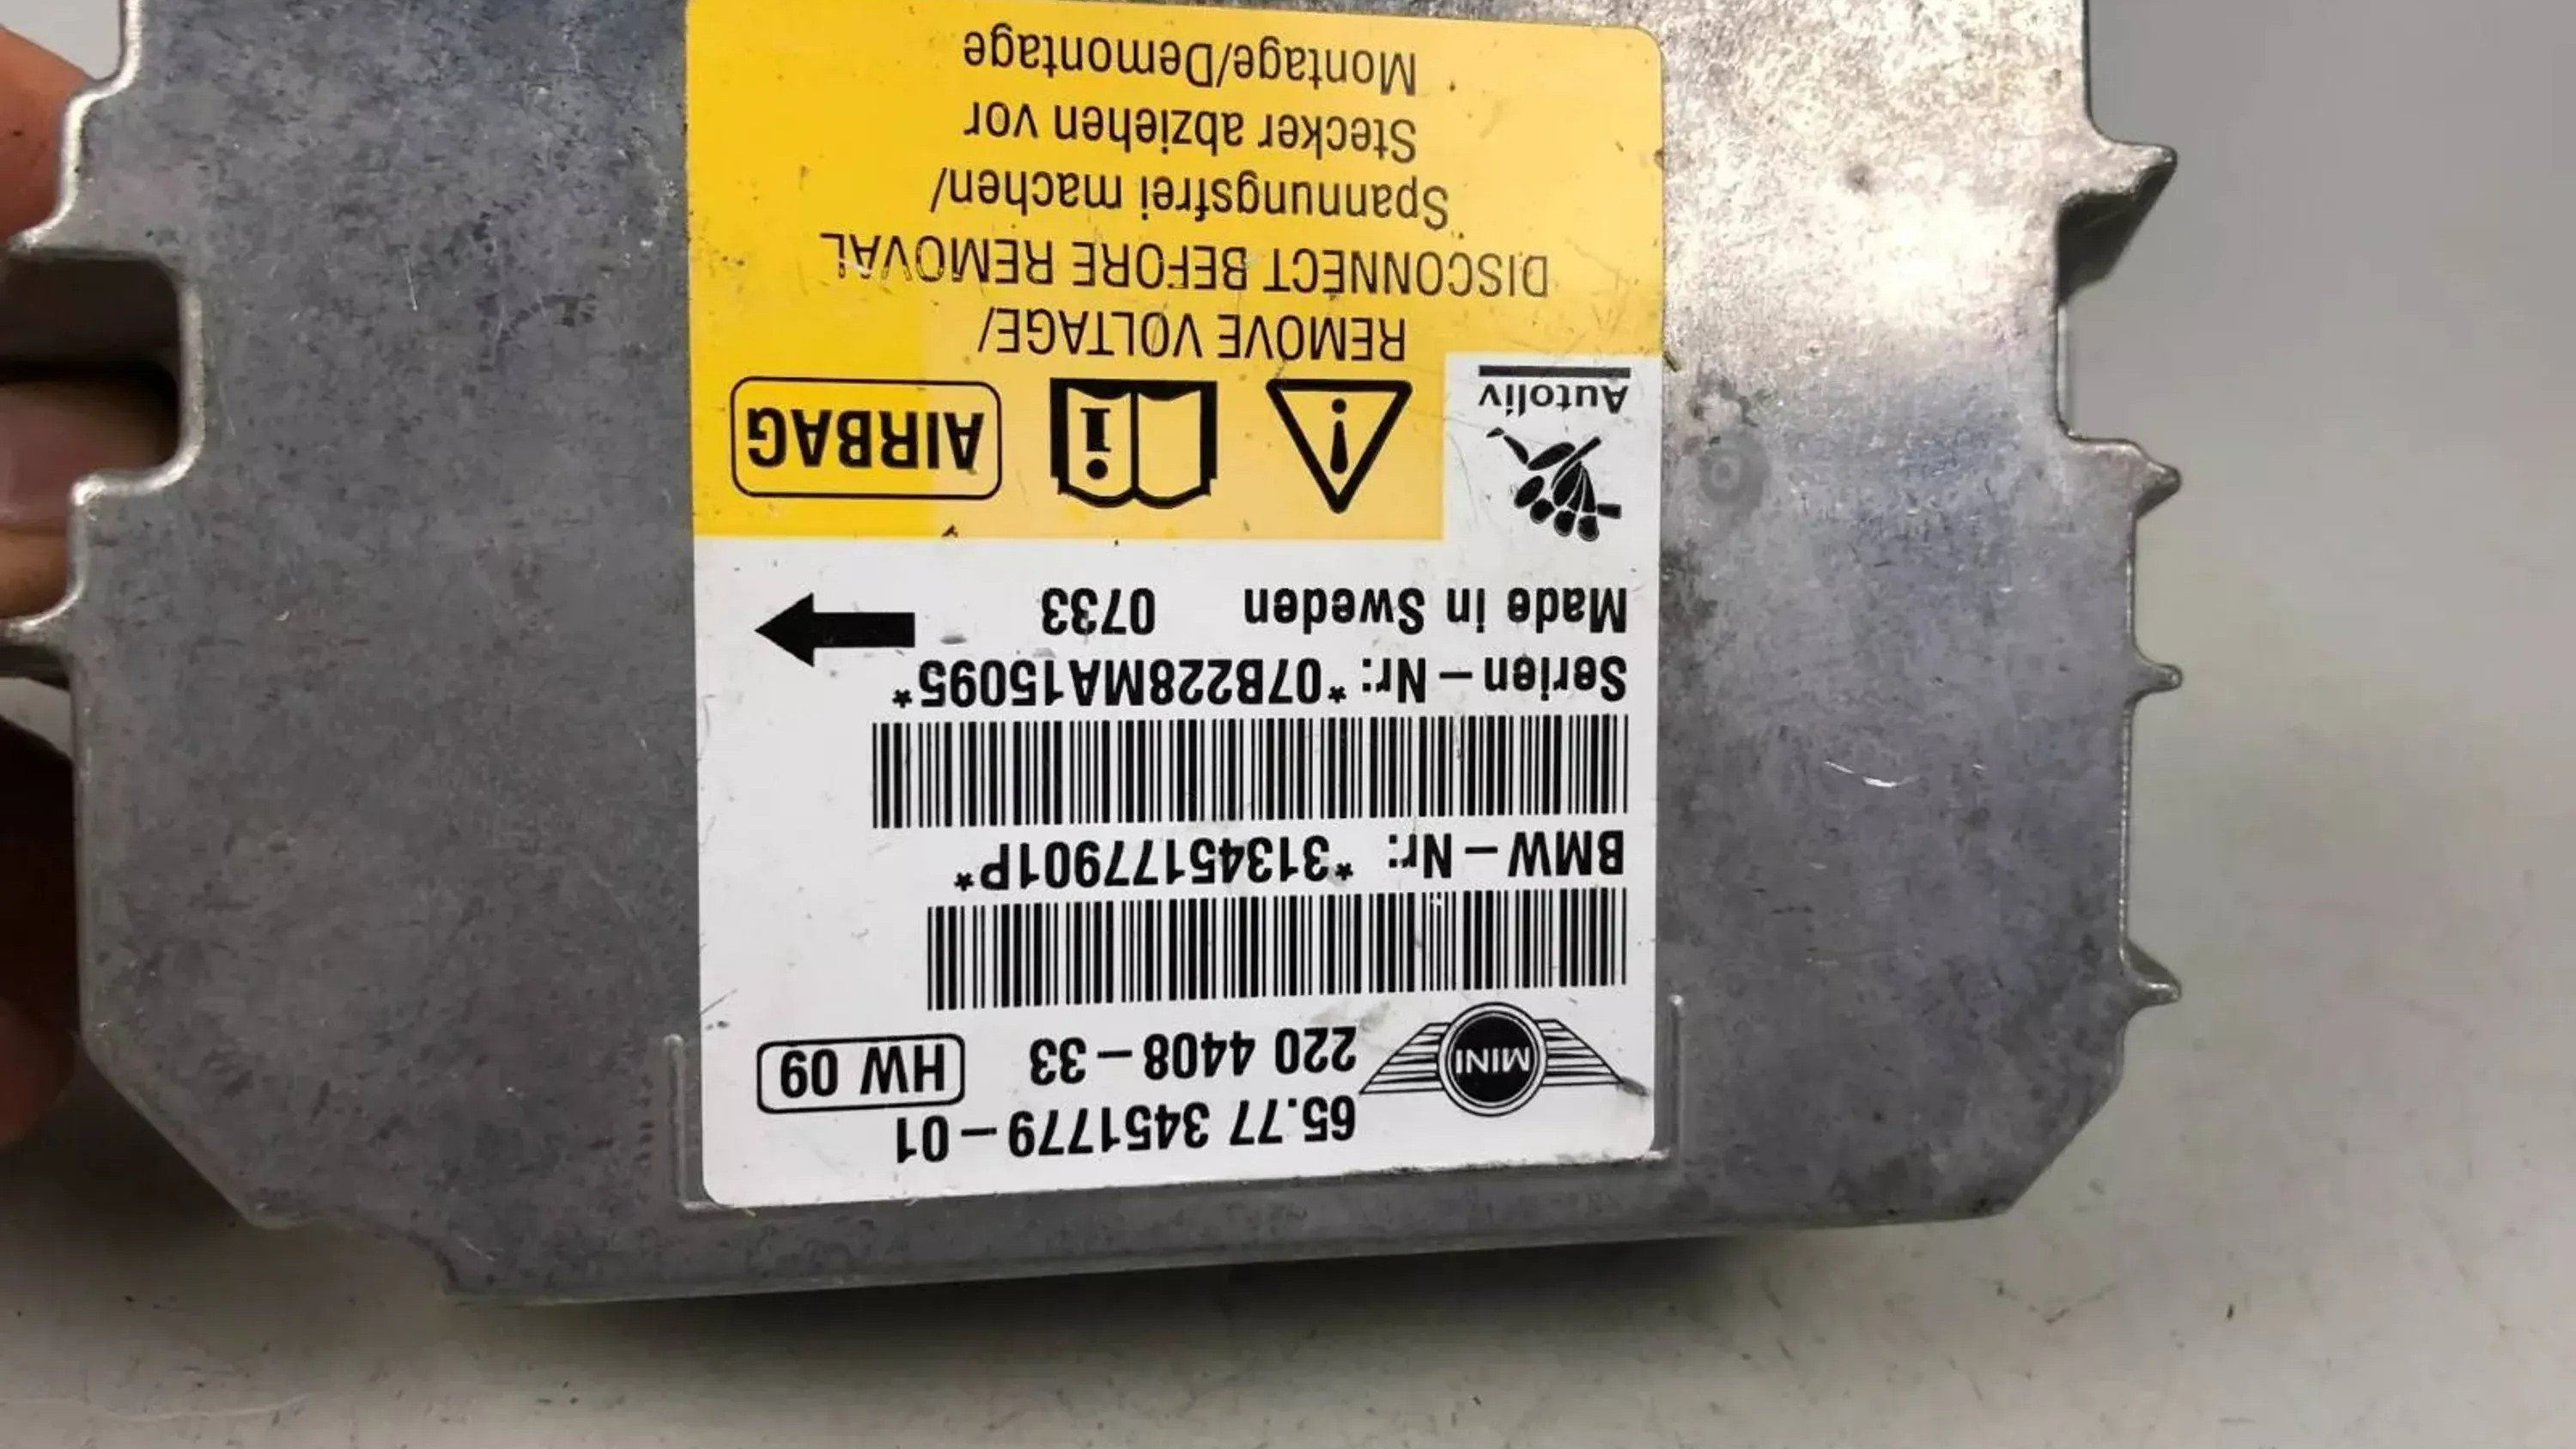 65.77 3451779-01
MINI 220 4408-33 HW 09
BMW-Nr: *31345177901P*
Serien-Nr: *07B228MA15095*
Made in Sweden 0733
Autoliv
AIRBAG
REMOVE VOLTAGE/
DISCONNECT BEFORE REMOVAL
Spannungsfrei machen/
Stecker abziehen vor
Montage/Demontage